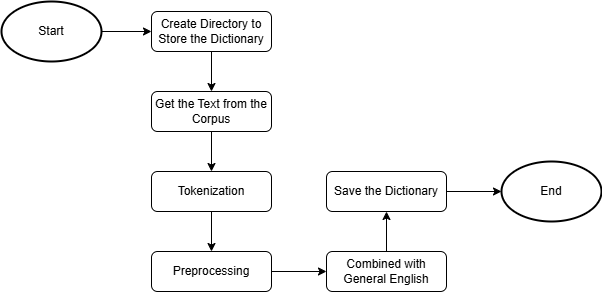 Start
Create Directory to
Store the Dictionary
Get the Text from the
Corpus
Tokenization
Preprocessing
Combined with
General English
Save the Dictionary
End